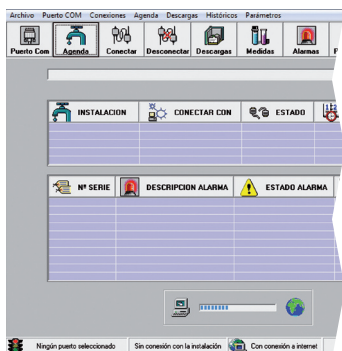 Archivo Puerto COM Conexiones Agenda Descargas Históricos Parámetros
Puerto Com Agenda Conectar Desconectar Descargas Medidas Alarmas P
INSTALACION CONECTAR CON ESTADO
Nº SERIE DESCRIPCION ALARMA ESTADO ALARMA
Ningún puerto seleccionado Sin conexión con la instalación Con conexión a internet